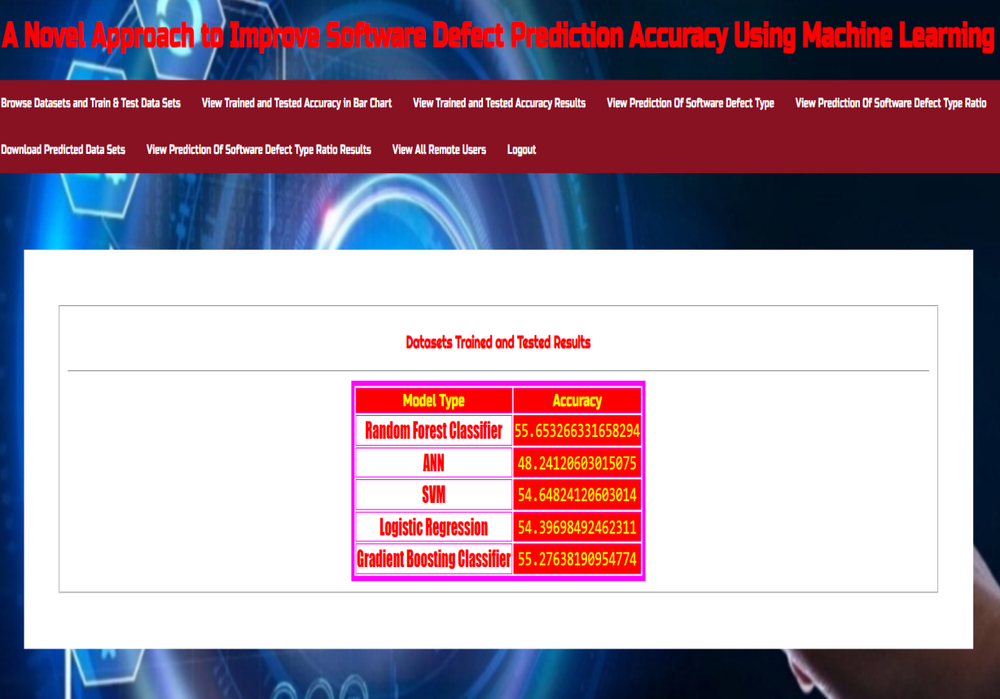 A Novel Approach to Improve Software Defect Prediction Accuracy Using Machine Learning
Browse Datasets and Train & Test Data Sets View Trained and Tested Accuracy in Bar Chart View Trained and Tested Accuracy Results View Prediction Of Software Defect Type View Prediction Of Software Defect Type Ratio
Download Predicted Data Sets View Prediction Of Software Defect Type Ratio Results View All Remote Users Logout
Datasets Trained and Tested Results
Model Type Accuracy
Random Forest Classifier 55.653266331658294
ANN 48.24120603015075
SVM 54.64824120603014
Logistic Regression 54.39698492462311
Gradient Boosting Classifier 55.27638190954774